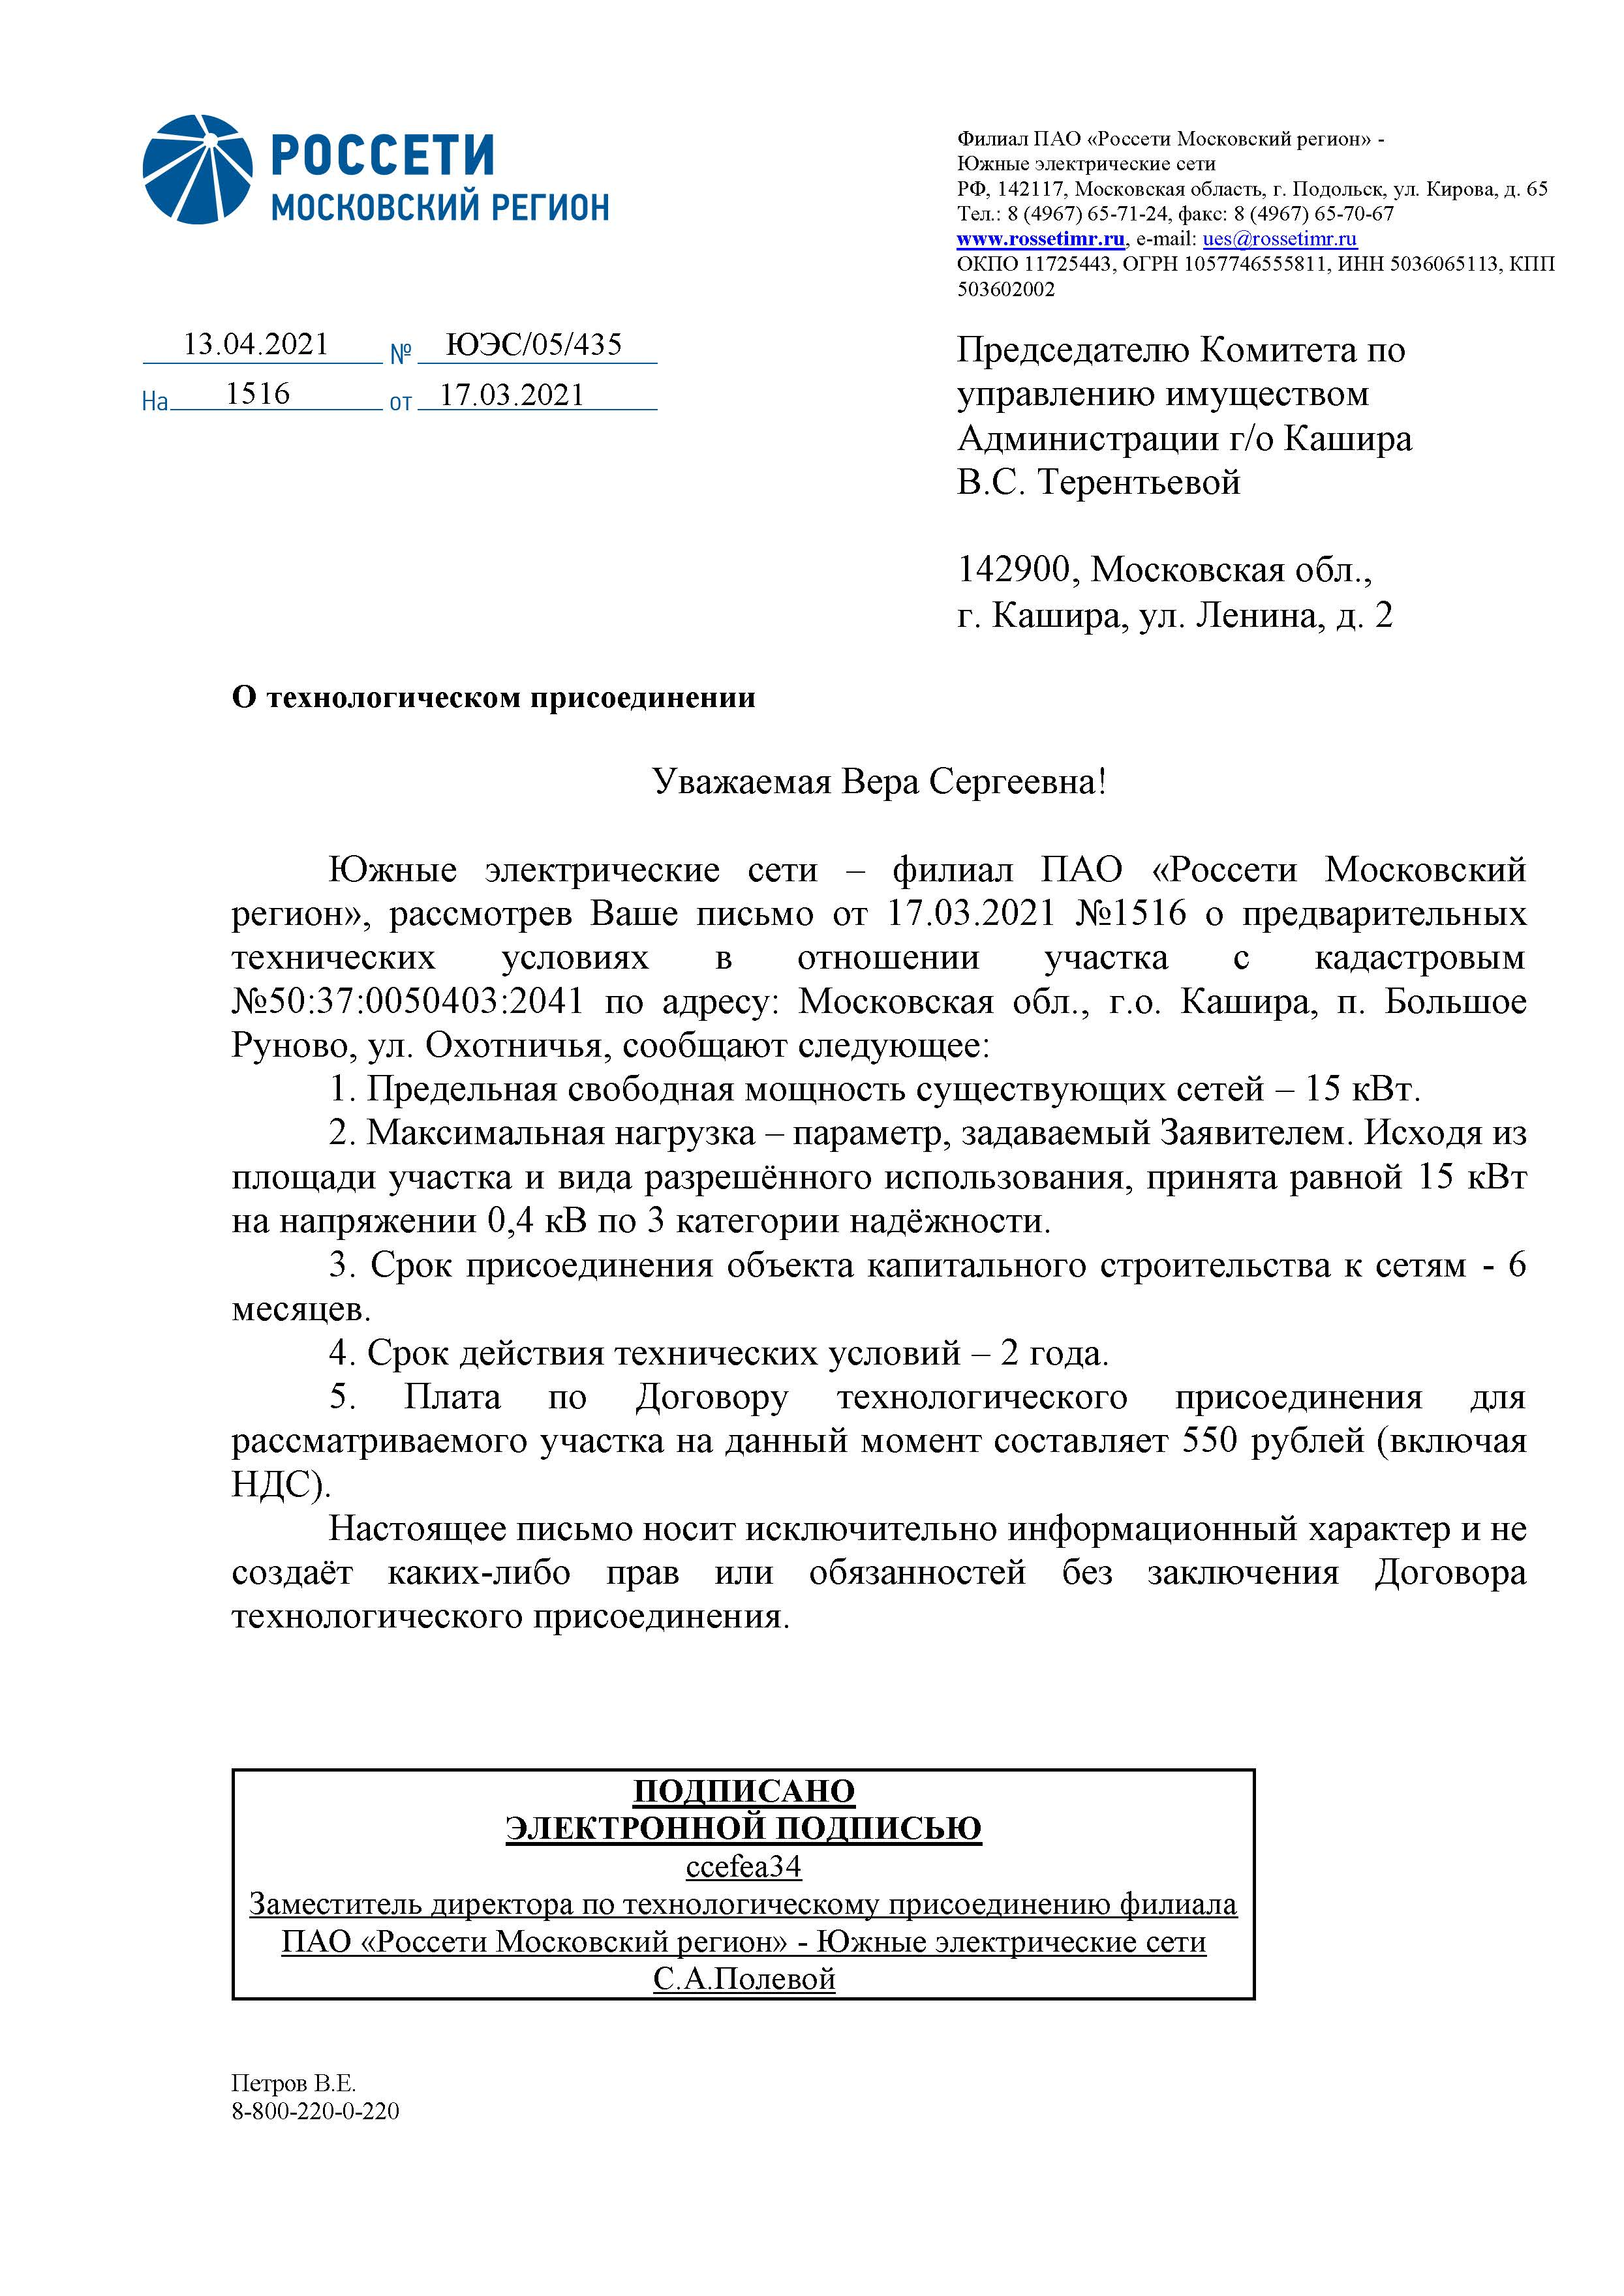 РОССЕТИ
МОСКОВСКИЙ РЕГИОН
Филиал ПАО «Россети Московский регион» -
Южные электрические сети
РФ, 142117, Московская область, г. Подольск, ул. Кирова, д. 65
Тел.: 8 (4967) 65-71-24, факс: 8 (4967) 65-70-67
www.rossetimr.ru, e-mail: ues@rossetimr.ru
ОКПО 11725443, ОГРН 1057746555811, ИНН 5036065113, КПП
503602002
13.04.2021 № ЮЭС/05/435
На 1516 от 17.03.2021
Председателю Комитета по
управлению имуществом
Администрации г/о Кашира
В.С. Терентьевой
142900, Московская обл.,
г. Кашира, ул. Ленина, д. 2
О технологическом присоединении
Уважаемая Вера Сергеевна!
Южные электрические сети – филиал ПАО «Россети Московский
регион», рассмотрев Ваше письмо от 17.03.2021 №1516 о предварительных
технических условиях в отношении участка с кадастровым
№50:37:0050403:2041 по адресу: Московская обл., г.о. Кашира, п. Большое
Руново, ул. Охотничья, сообщают следующее:
1. Предельная свободная мощность существующих сетей – 15 кВт.
2. Максимальная нагрузка – параметр, задаваемый Заявителем. Исходя из
площади участка и вида разрешённого использования, принята равной 15 кВт
на напряжении 0,4 кВ по 3 категории надёжности.
3. Срок присоединения объекта капитального строительства к сетям - 6
месяцев.
4. Срок действия технических условий – 2 года.
5. Плата по Договору технологического присоединения для
рассматриваемого участка на данный момент составляет 550 рублей (включая
НДС).
Настоящее письмо носит исключительно информационный характер и не
создаёт каких-либо прав или обязанностей без заключения Договора
технологического присоединения.
ПОДПИСАНО
ЭЛЕКТРОННОЙ ПОДПИСЬЮ
ccefea34
Заместитель директора по технологическому присоединению филиала
ПАО «Россети Московский регион» - Южные электрические сети
С.А.Полевой
Петров В.Е.
8-800-220-0-220